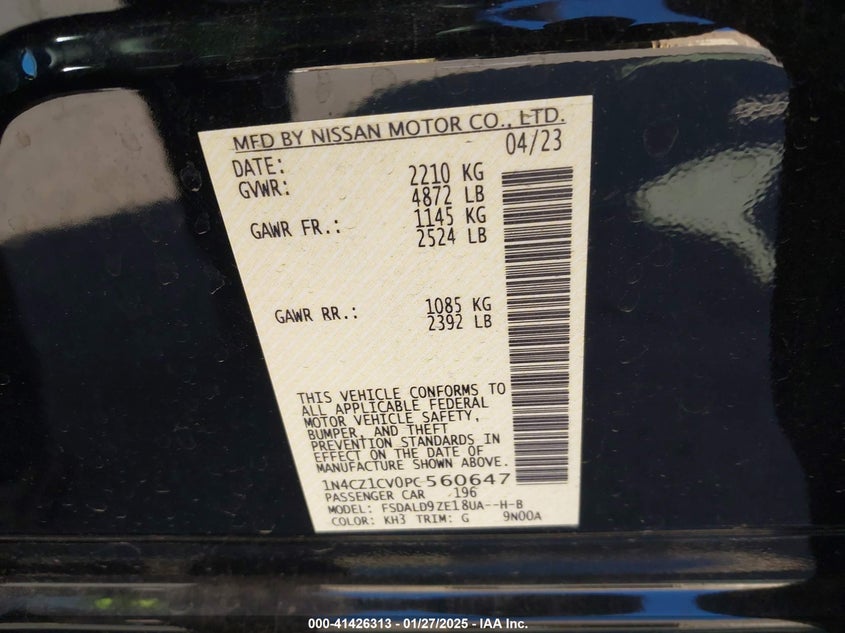 MFD BY NISSAN MOTOR CO., LTD.
DATE: 04/23
GVWR: 2210 KG
4872 LB
GAWR FR.: 1145 KG
2524 LB
GAWR RR.: 1085 KG
2392 LB
THIS VEHICLE CONFORMS TO
ALL APPLICABLE FEDERAL
MOTOR VEHICLE SAFETY,
BUMPER, AND THEFT
PREVENTION STANDARDS IN
EFFECT ON THE DATE OF
MANUFACTURE SHOWN ABOVE.
1N4CZ1CV0PC560647
PASSENGER CAR 196
MODEL: FSDALD9ZE18UA--H-B
COLOR: KH3 TRIM: G 9N00A
000-41426313 - 01/27/2025 - IAA Inc.